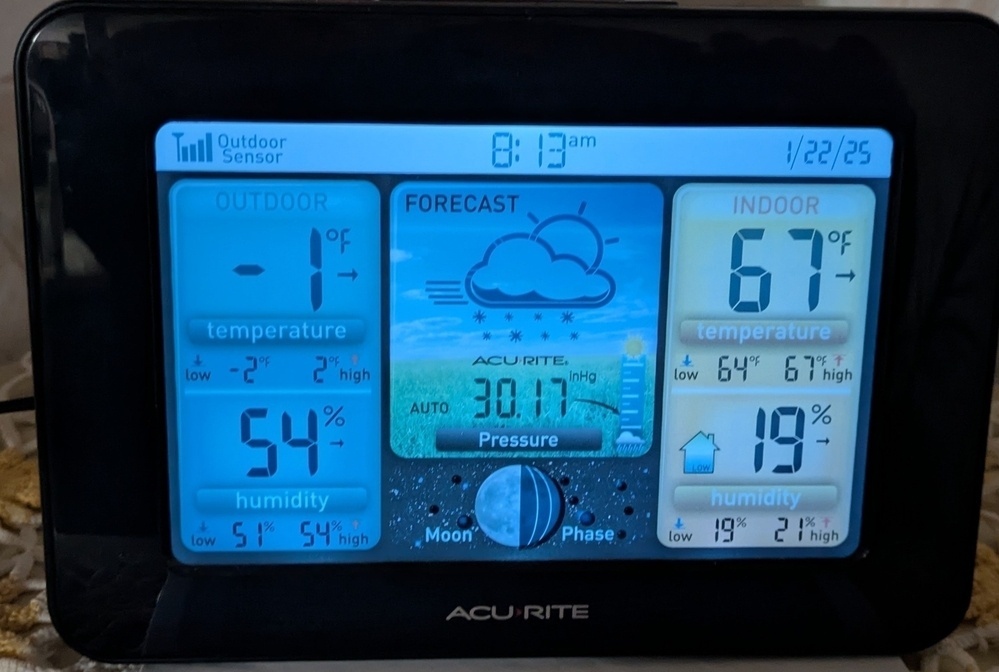 Outdoor
Sensor
8:13 am
1/22/25
OUTDOOR
-1°F
temperature
low -2°F 2°F high
54%
humidity
low 51% 54% high
FORECAST
ACURITE
AUTO 30.17 inHg
Pressure
Moon Phase
INDOOR
67°F
temperature
low 64°F 67°F high
LOW
19%
humidity
low 19% 21% high
ACURITE